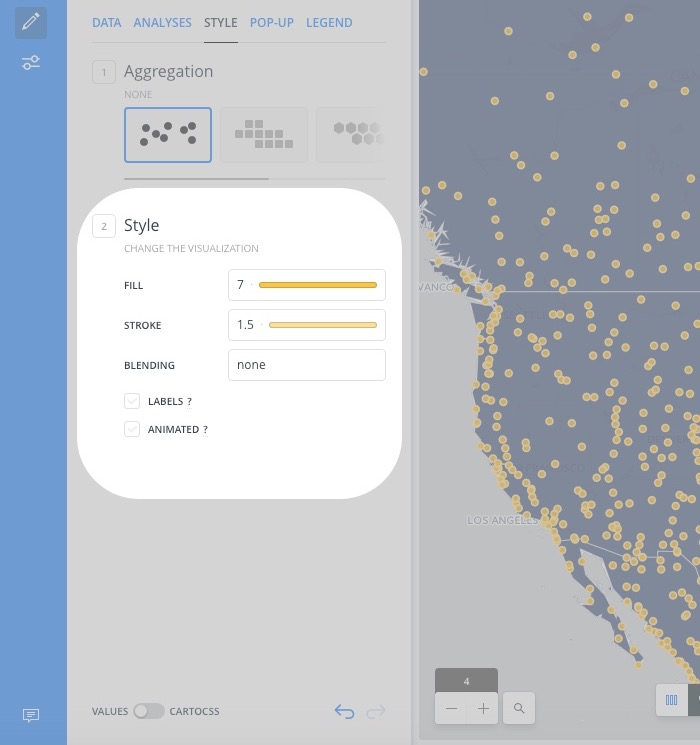 DATA ANALYSES STYLE POP-UP LEGEND
1 Aggregation
NONE
2 Style
CHANGE THE VISUALIZATION
FILL 7
STROKE 1.5
BLENDING none
LABELS ?
ANIMATED ?
VALUES CARTOCSS
LOS ANGELES
4